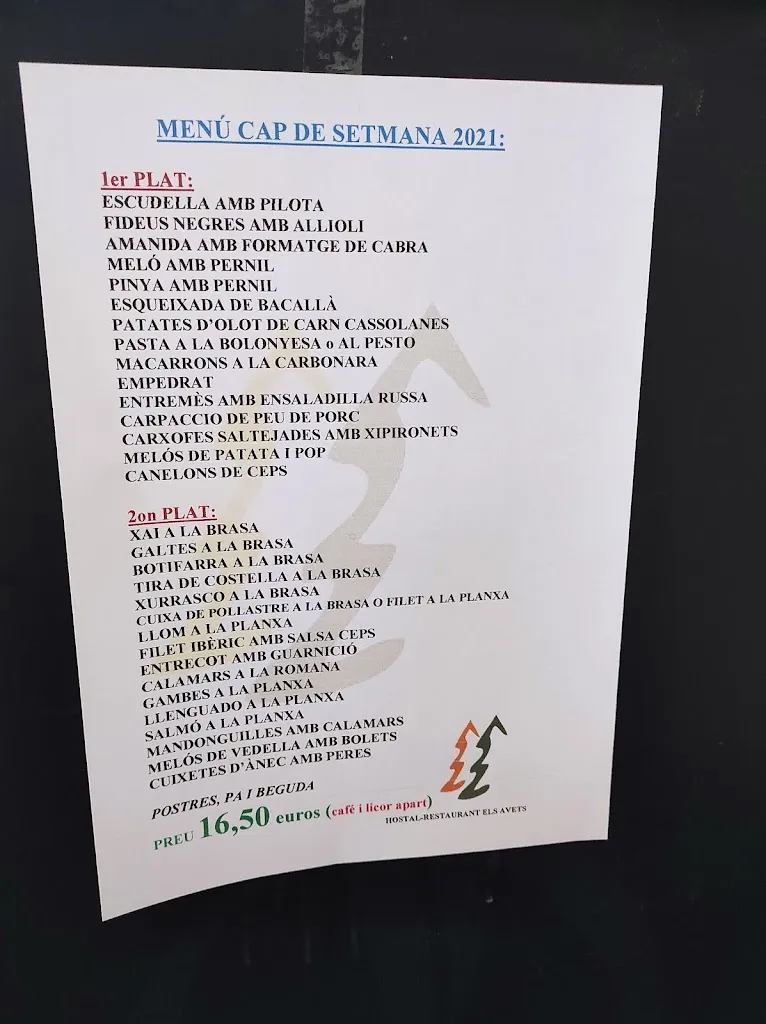 MENÚ CAP DE SETMANA 2021:
1er PLAT:
ESCUDELLA AMB PILOTA
FIDEUS NEGRES AMB ALLIOLI
AMANIDA AMB FORMATGE DE CABRA
MELÓ AMB PERNIL
PINYA AMB PERNIL
ESQUEIXADA DE BACALLÀ
PATATES D'OLOT DE CARN CASSOLANES
PASTA A LA BOLONYESA o AL PESTO
MACARRONS A LA CARBONARA
EMPEDRAT
ENTREMÈS AMB ENSALADILLA RUSSA
CARPACCIO DE PEU DE PORC
CARXOFES SALTEJADES AMB XIPIRONETS
MELÓS DE PATATA I POP
CANELONS DE CEPS
2on PLAT:
XAI A LA BRASA
GALTES A LA BRASA
BOTIFARRA A LA BRASA
TIRA DE COSTELLA A LA BRASA
XURRASCO A LA BRASA
CUIXA DE POLLASTRE A LA BRASA O FILET A LA PLANXA
LLOM A LA PLANXA
FILET IBÈRIC AMB SALSA CEPS
ENTRECOT AMB GUARNICIÓ
CALAMARS A LA ROMANA
GAMBES A LA PLANXA
LLENGUADO A LA PLANXA
SALMÓ A LA PLANXA
MANDONGUILLES AMB CALAMARS
MELÓS DE VEDELLA AMB BOLETS
CUIXETES D'ÀNEC AMB PERES
POSTRES, PA I BEGUDA
PREU 16,50 euros (café i licor apart)
HOSTAL-RESTAURANT ELS AVETS